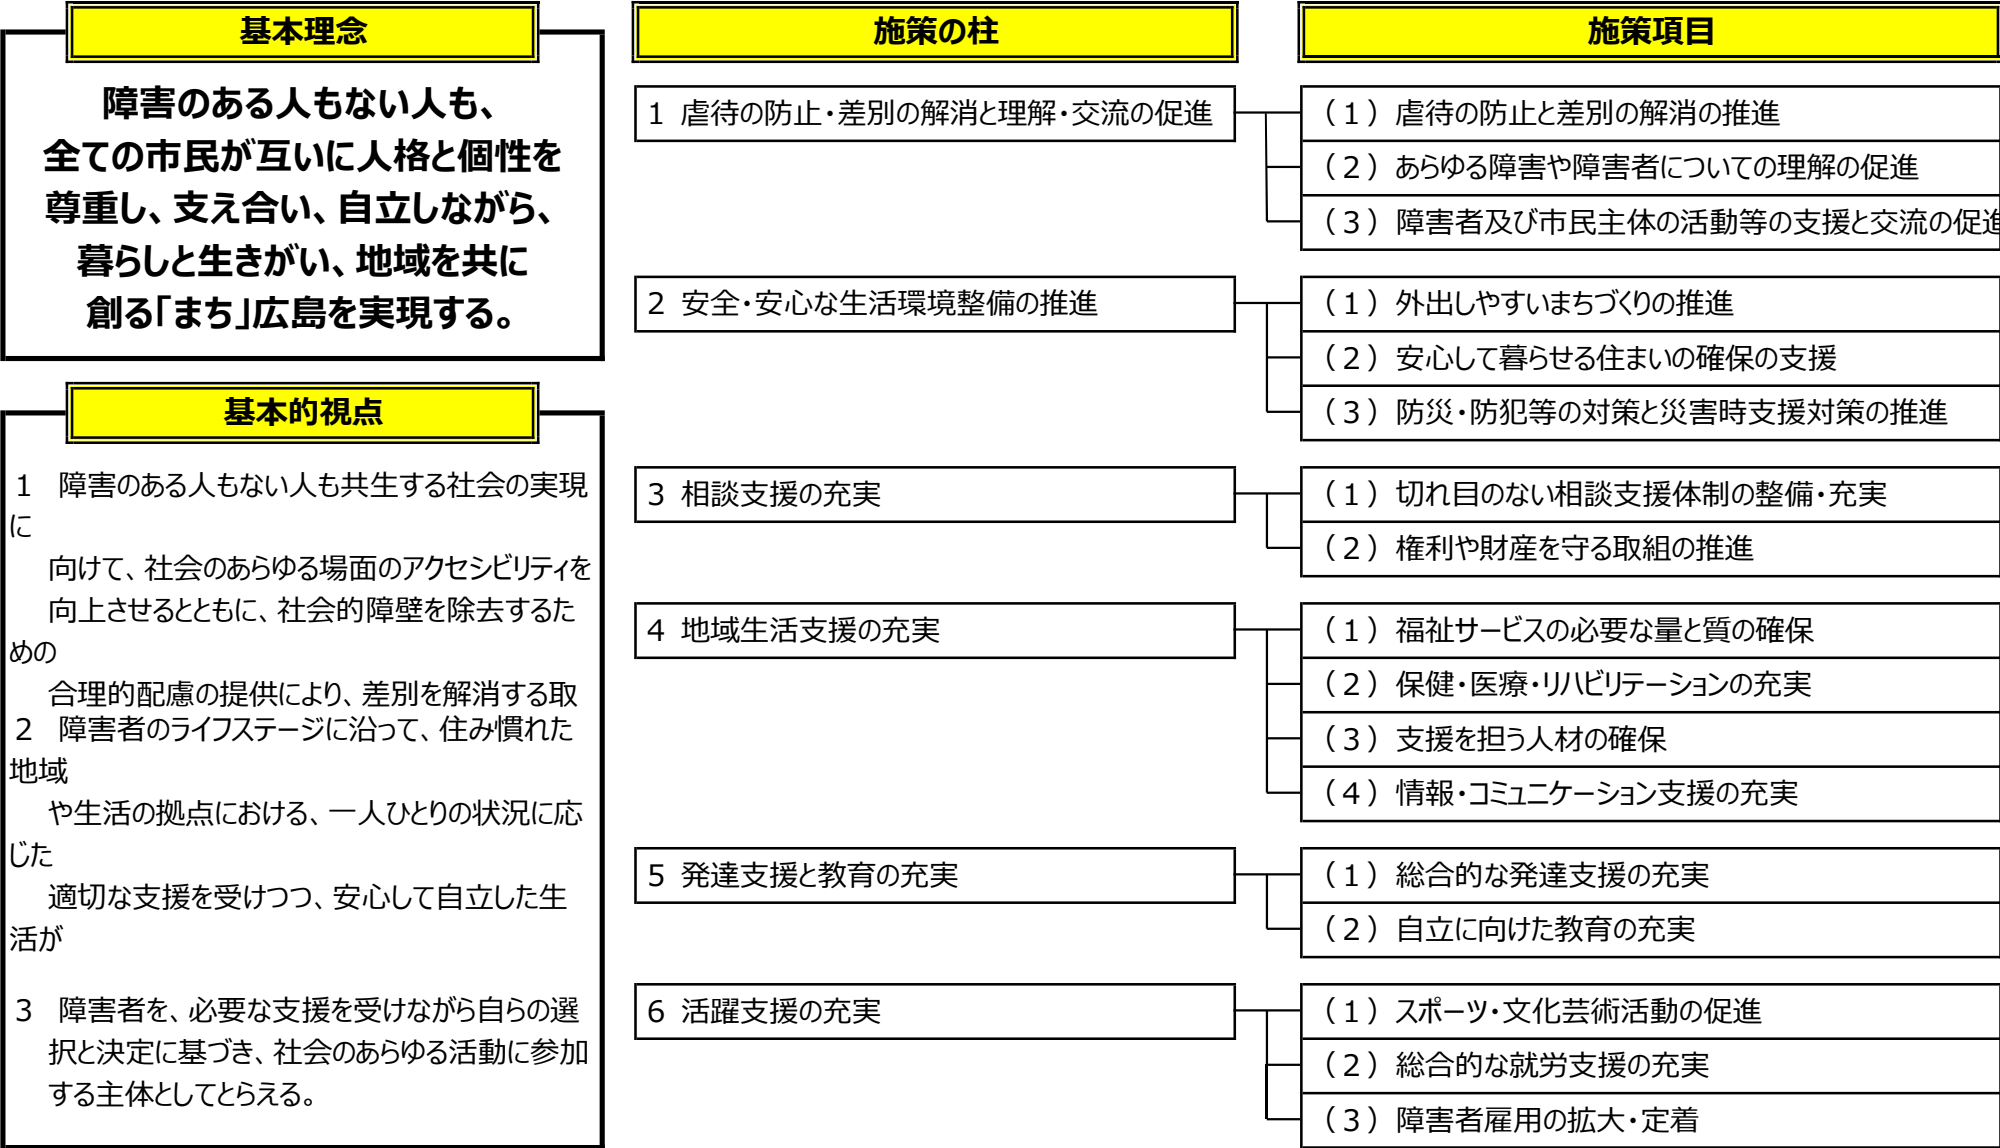 基本理念
障害のある人もない人も、
全ての市民が互いに人格と個性を
尊重し、支え合い、自立しながら、
暮らしと生きがい、地域を共に
創る「まち」広島を実現する。
基本的視点
1　障害のある人もない人も共生する社会の実現
に
向けて、社会のあらゆる場面のアクセシビリティを
向上させるとともに、社会的障壁を除去するた
めの
合理的配慮の提供により、差別を解消する取
2　障害者のライフステージに沿って、住み慣れた
地域
や生活の拠点における、一人ひとりの状況に応
じた
適切な支援を受けつつ、安心して自立した生
活が
3　障害者を、必要な支援を受けながら自らの選
択と決定に基づき、社会のあらゆる活動に参加
する主体としてとらえる。
施策の柱
施策項目
1 虐待の防止・差別の解消と理解・交流の促進
（1）虐待の防止と差別の解消の推進
（2）あらゆる障害や障害者についての理解の促進
（3）障害者及び市民主体の活動等の支援と交流の促進
2 安全・安心な生活環境整備の推進
（1）外出しやすいまちづくりの推進
（2）安心して暮らせる住まいの確保の支援
（3）防災・防犯等の対策と災害時支援対策の推進
3 相談支援の充実
（1）切れ目のない相談支援体制の整備・充実
（2）権利や財産を守る取組の推進
4 地域生活支援の充実
（1）福祉サービスの必要な量と質の確保
（2）保健・医療・リハビリテーションの充実
（3）支援を担う人材の確保
（4）情報・コミュニケーション支援の充実
5 発達支援と教育の充実
（1）総合的な発達支援の充実
（2）自立に向けた教育の充実
6 活躍支援の充実
（1）スポーツ・文化芸術活動の促進
（2）総合的な就労支援の充実
（3）障害者雇用の拡大・定着